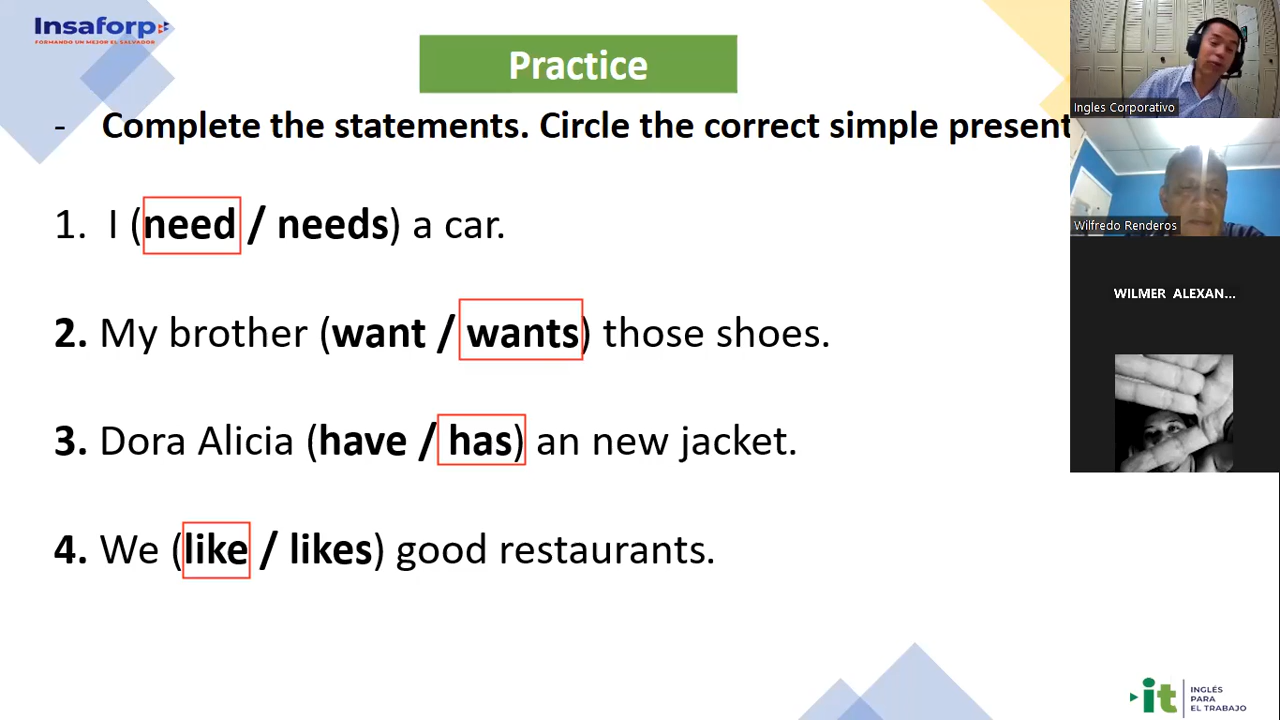 Insaforp
FORMANDO UN MEJOR EL SALVADOR
Practice
- Complete the statements. Circle the correct simple present
1. I (need / needs) a car.
2. My brother (want / wants) those shoes.
3. Dora Alicia (have / has) an new jacket.
4. We (like / likes) good restaurants.
Ingles Corporativo
Wilfredo Renderos
WILMER ALEXAN...
it
INGLÉS
PARA
EL TRABAJO